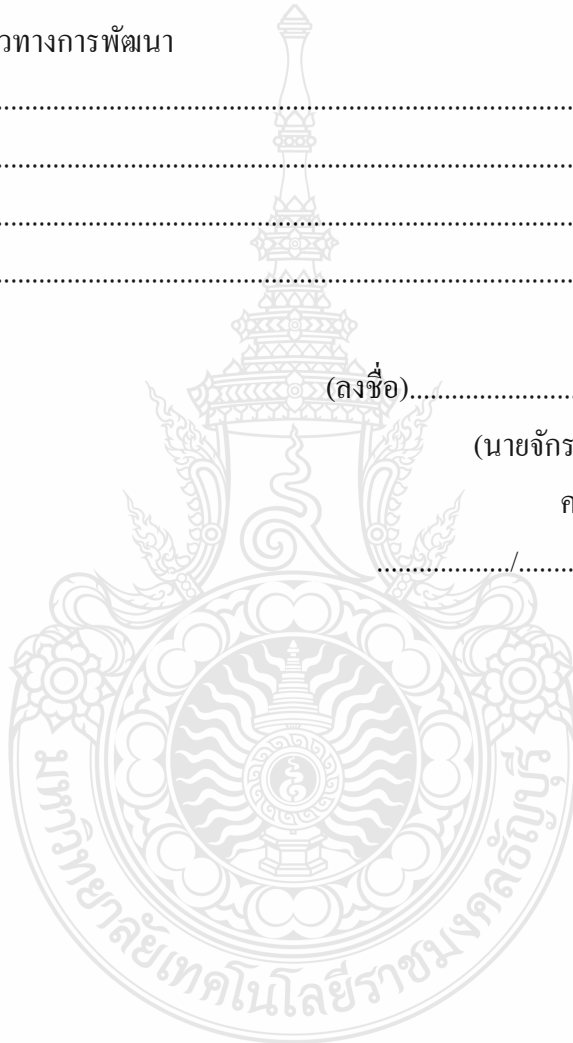 วทางการพัฒนา
....................................................................................................
....................................................................................................
....................................................................................................
....................................................................................................
(ลงชื่อ)............................
(นายจักร
ค
.................../........
มหาวิทยาลัยเทคโนโลยีราชมงคลธัญบุรี